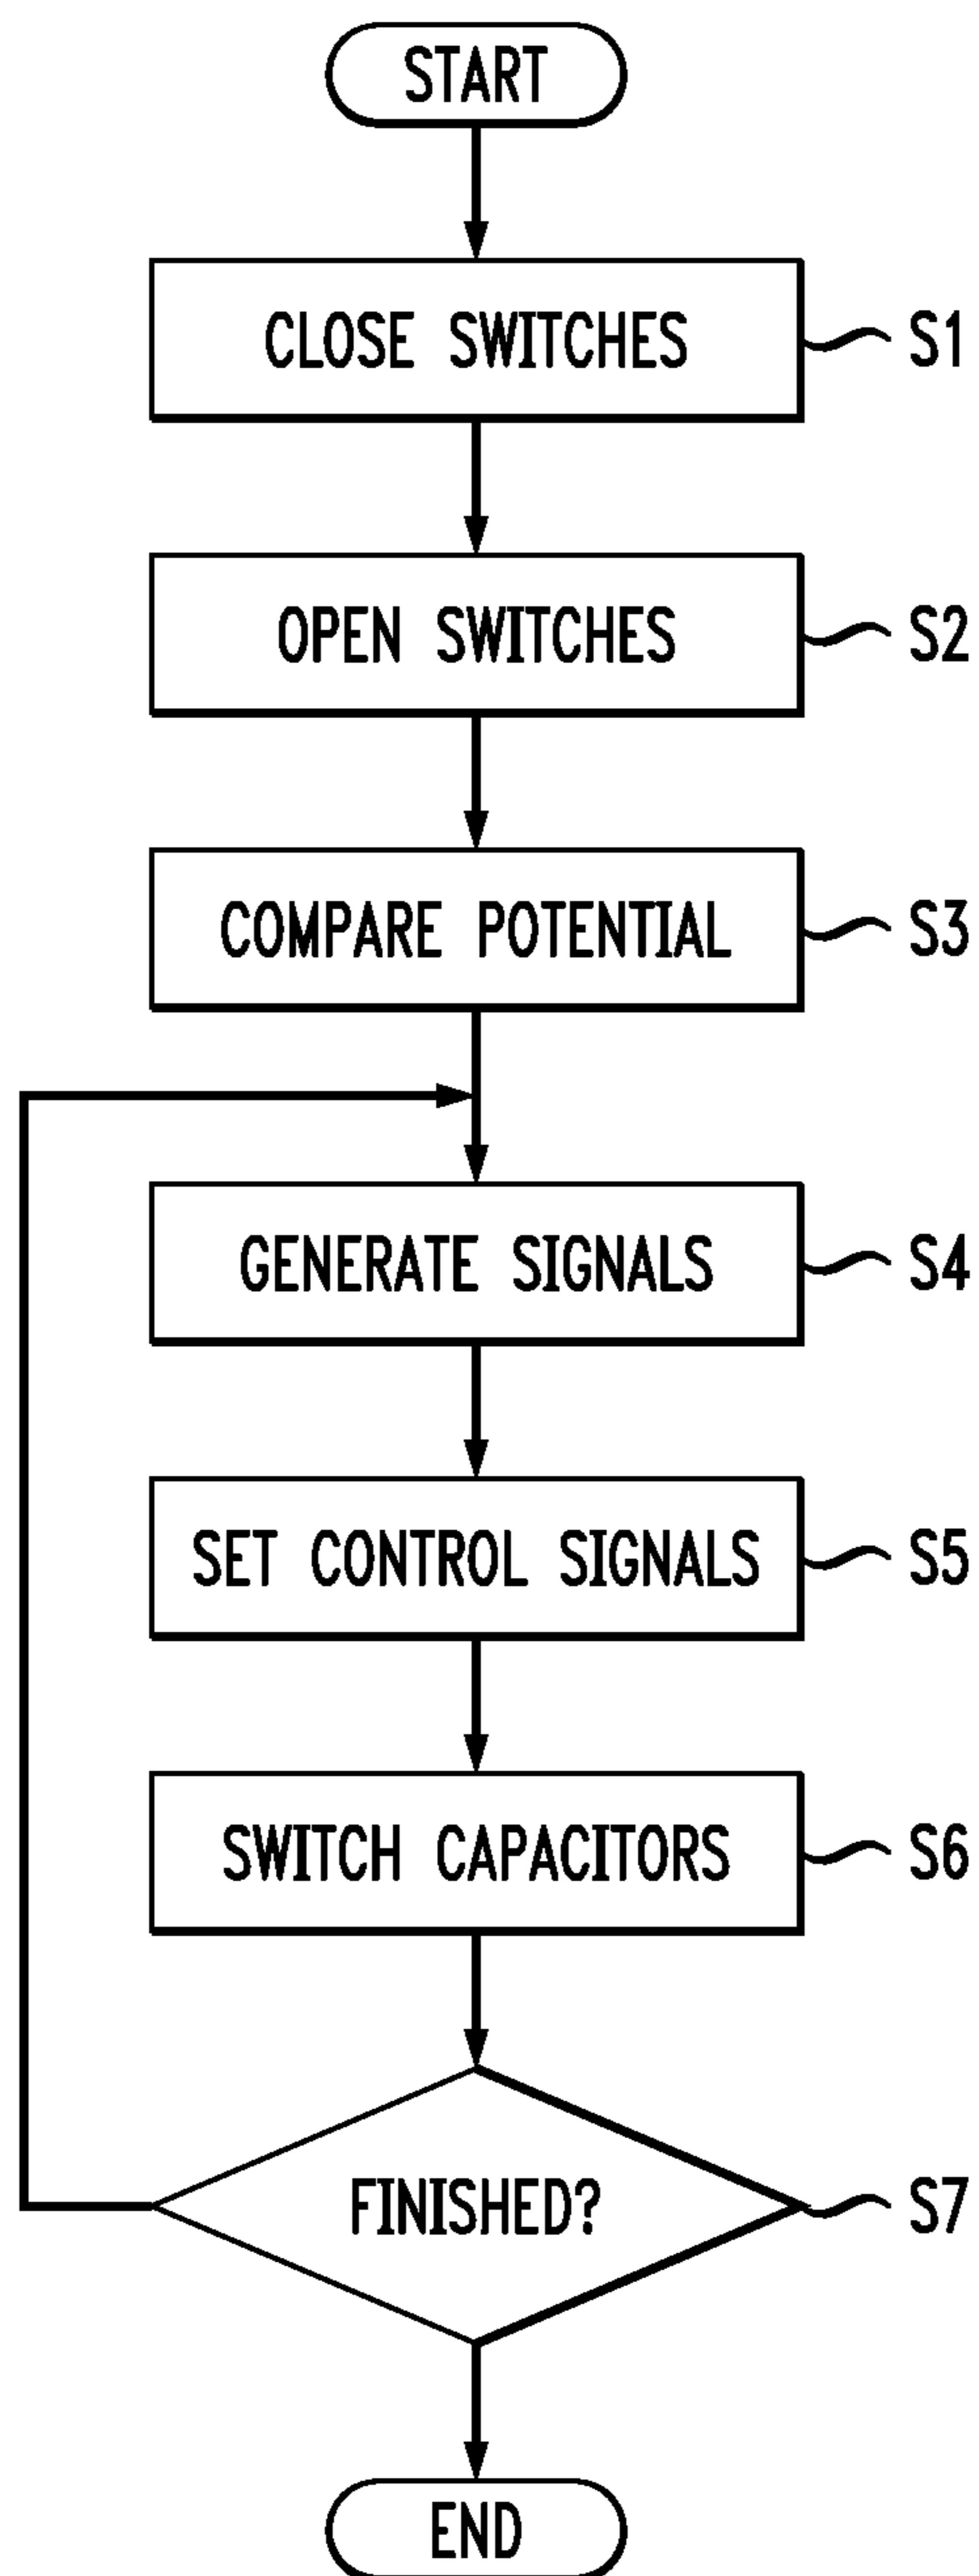 START
CLOSE SWITCHES S1
OPEN SWITCHES S2
COMPARE POTENTIAL S3
GENERATE SIGNALS S4
SET CONTROL SIGNALS S5
SWITCH CAPACITORS S6
FINISHED? S7
END